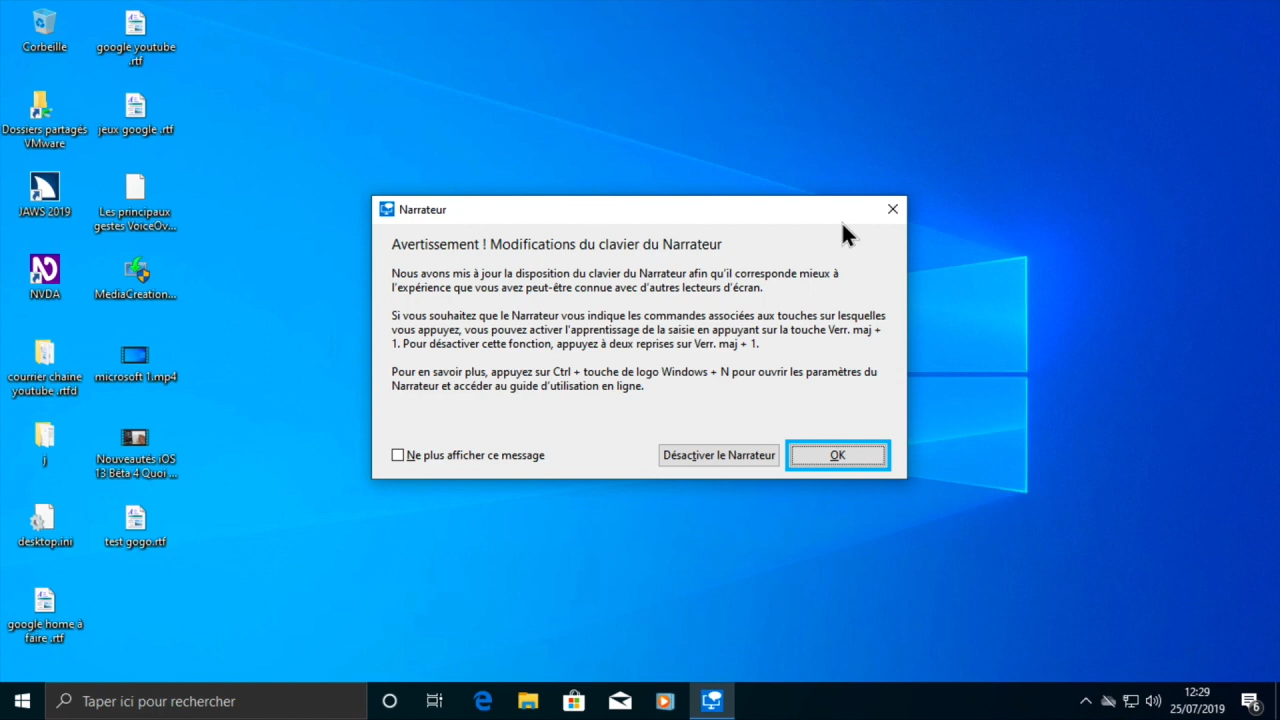 Corbeille
google youtube
.rtf
Dossiers partagés
VMware
jeux google .rtf
JAWS 2019
Les principaux
gestes VoiceOv...
NVDA
MediaCreation...
courrier chaine
youtube .rtfd
microsoft 1.mp4
j
Nouveautés iOS
13 Bêta 4 Quoi ...
desktop.ini
test gogo.rtf
google home à
faire .rtf
Narrateur
Avertissement ! Modifications du clavier du Narrateur
Nous avons mis à jour la disposition du clavier du Narrateur afin qu'il corresponde mieux à
l'expérience que vous avez peut-être connue avec d'autres lecteurs d'écran.
Si vous souhaitez que le Narrateur vous indique les commandes associées aux touches sur lesquelles
vous appuyez, vous pouvez activer l'apprentissage de la saisie en appuyant sur la touche Verr. maj +
1. Pour désactiver cette fonction, appuyez à deux reprises sur Verr. maj + 1.
Pour en savoir plus, appuyez sur Ctrl + touche de logo Windows + N pour ouvrir les paramètres du
Narrateur et accéder au guide d'utilisation en ligne.
Ne plus afficher ce message
Désactiver le Narrateur
OK
Taper ici pour rechercher
12:29
25/07/2019
6